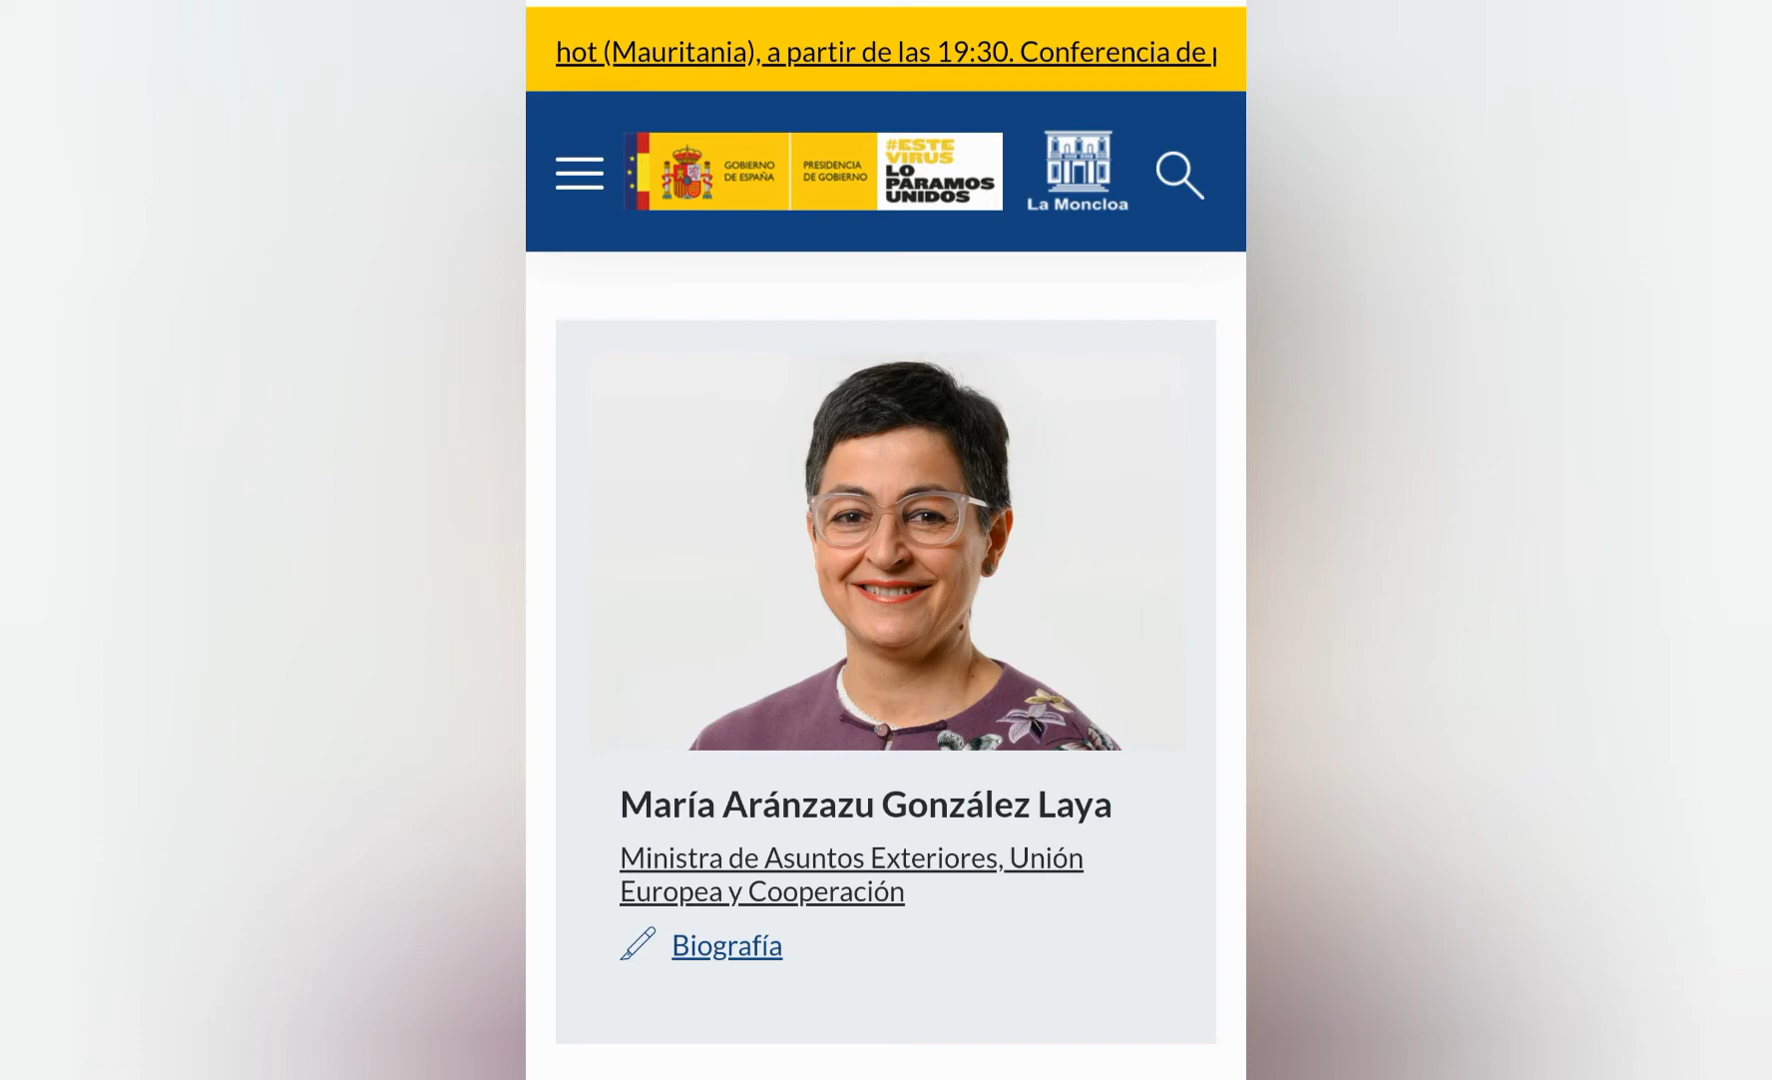 hot (Mauritania), a partir de las 19:30. Conferencia de
GOBIERNO
DE ESPAÑA
PRESIDENCIA
DE GOBIERNO
#ESTE
VIRUS
LO
PARAMOS
UNIDOS
La Moncloa
María Aránzazu González Laya
Ministra de Asuntos Exteriores, Unión
Europea y Cooperación
Biografía